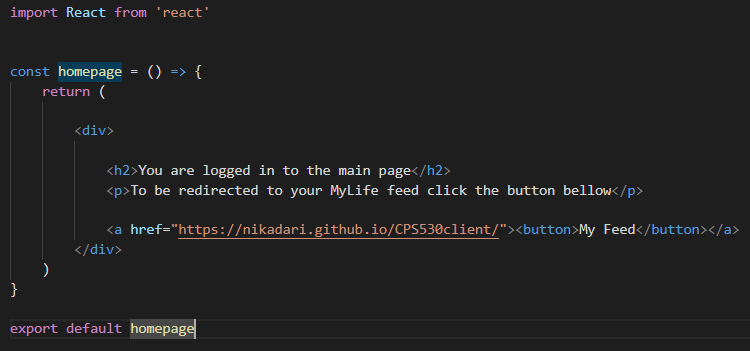 import React from 'react'
const homepage = () => {
return (
<div>
<h2>You are logged in to the main page</h2>
<p>To be redirected to your MyLife feed click the button bellow</p>
<a href="https://nikadari.github.io/CPS530client/"><button>My Feed</button></a>
</div>
)
}
export default homepage